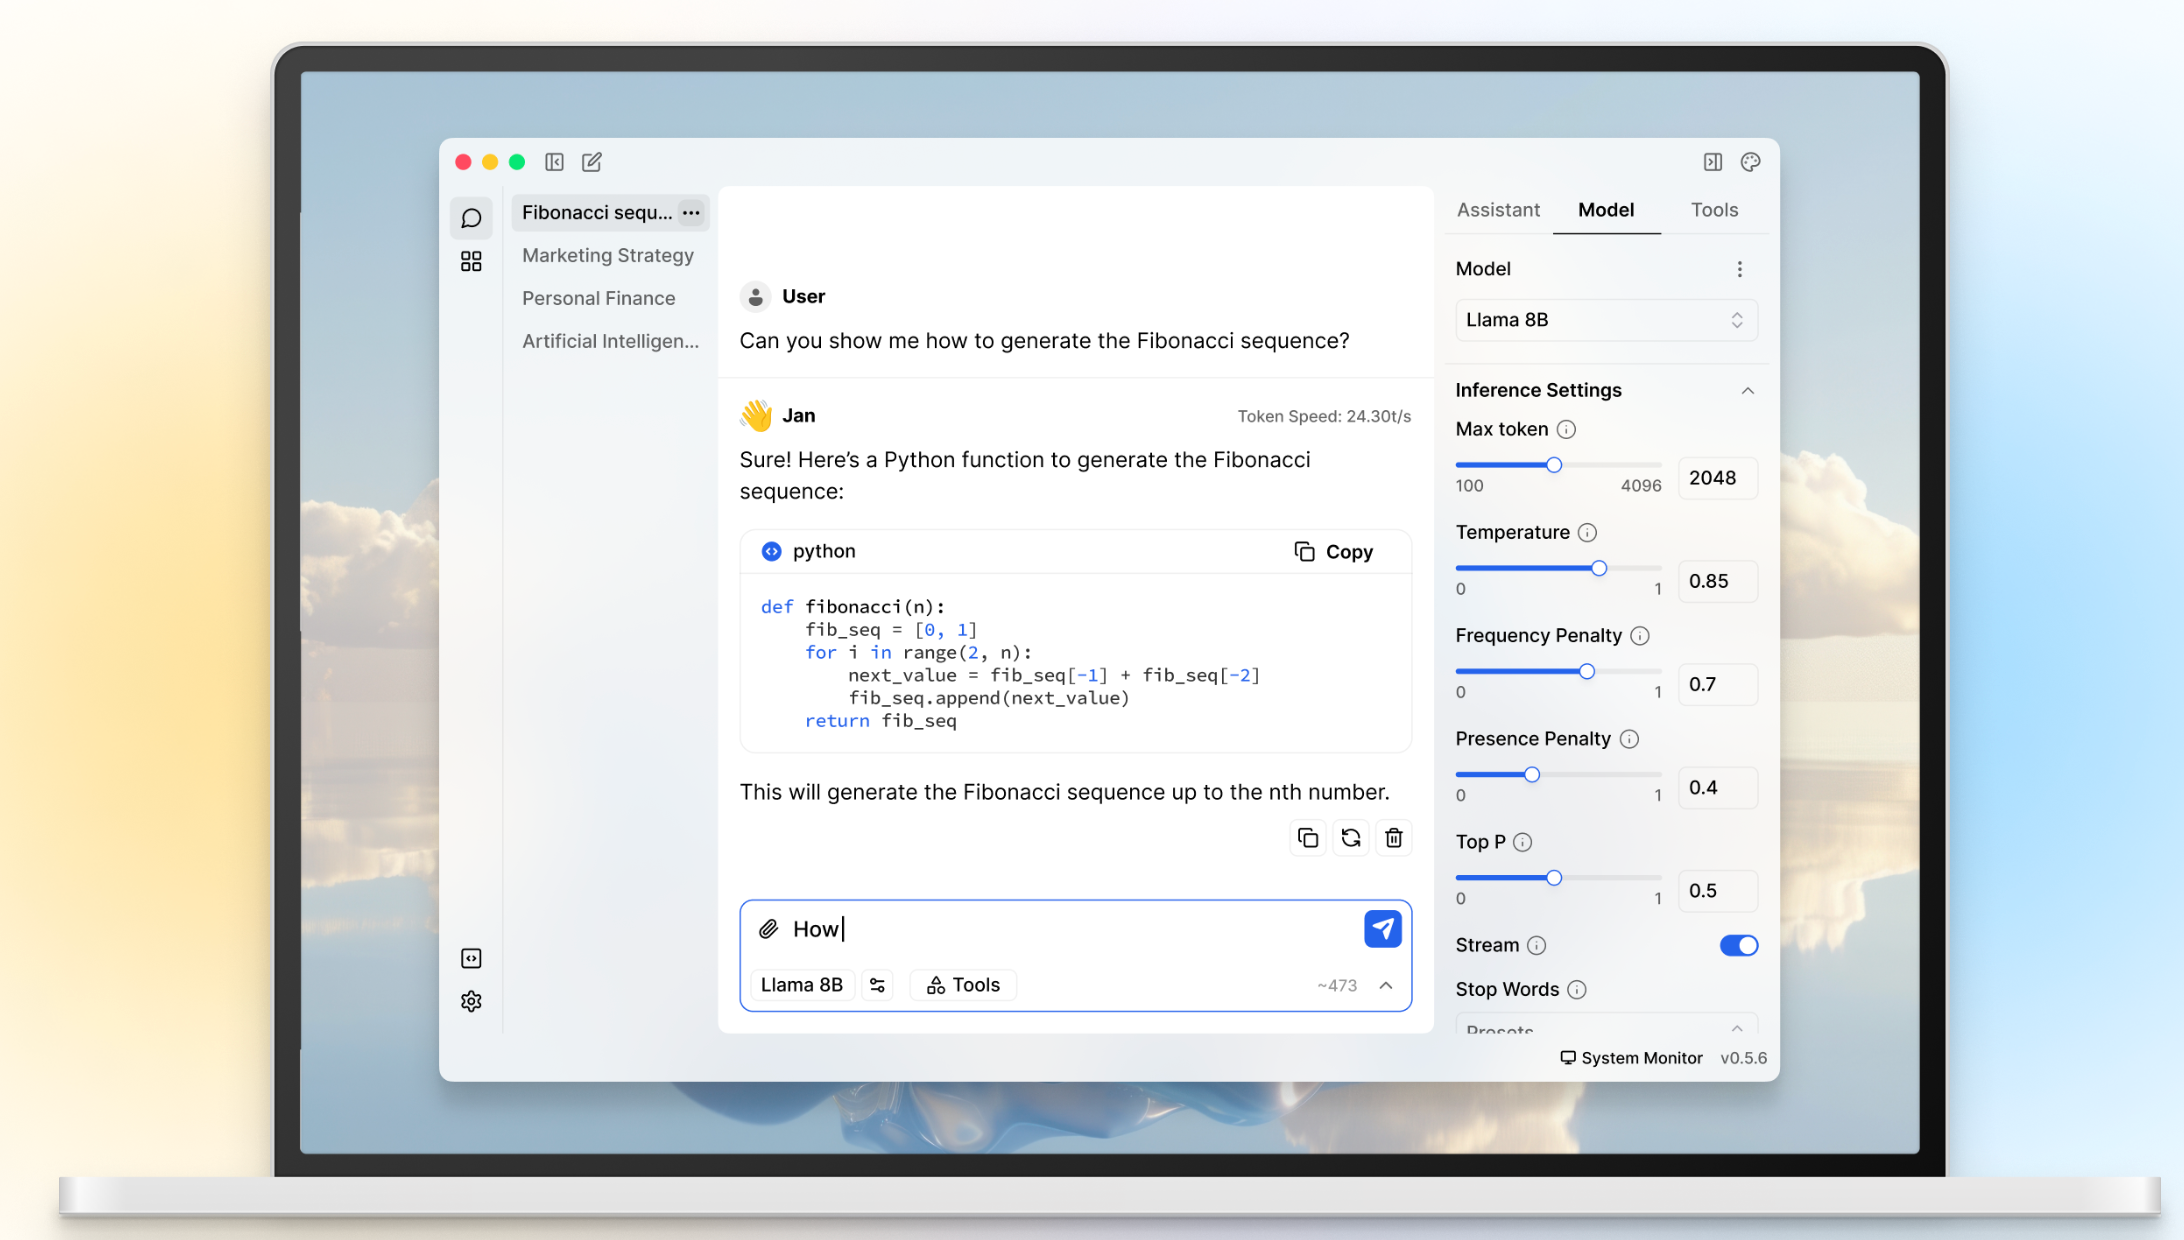 Fibonacci sequ...
Marketing Strategy
Personal Finance
Artificial Intelligen...
User
Can you show me how to generate the Fibonacci sequence?
Jan
Token Speed: 24.30t/s
Sure! Here’s a Python function to generate the Fibonacci
sequence:
python
Copy
def fibonacci(n):
    fib_seq = [0, 1]
    for i in range(2, n):
        next_value = fib_seq[-1] + fib_seq[-2]
        fib_seq.append(next_value)
    return fib_seq
This will generate the Fibonacci sequence up to the nth number.
How
Llama 8B
Tools
~473
Assistant Model Tools
Model
Llama 8B
Inference Settings
Max token
2048
100 4096
Temperature
0.85
0 1
Frequency Penalty
0.7
0 1
Presence Penalty
0.4
0 1
Top P
0.5
0 1
Stream
Stop Words
Presets
System Monitor v0.5.6